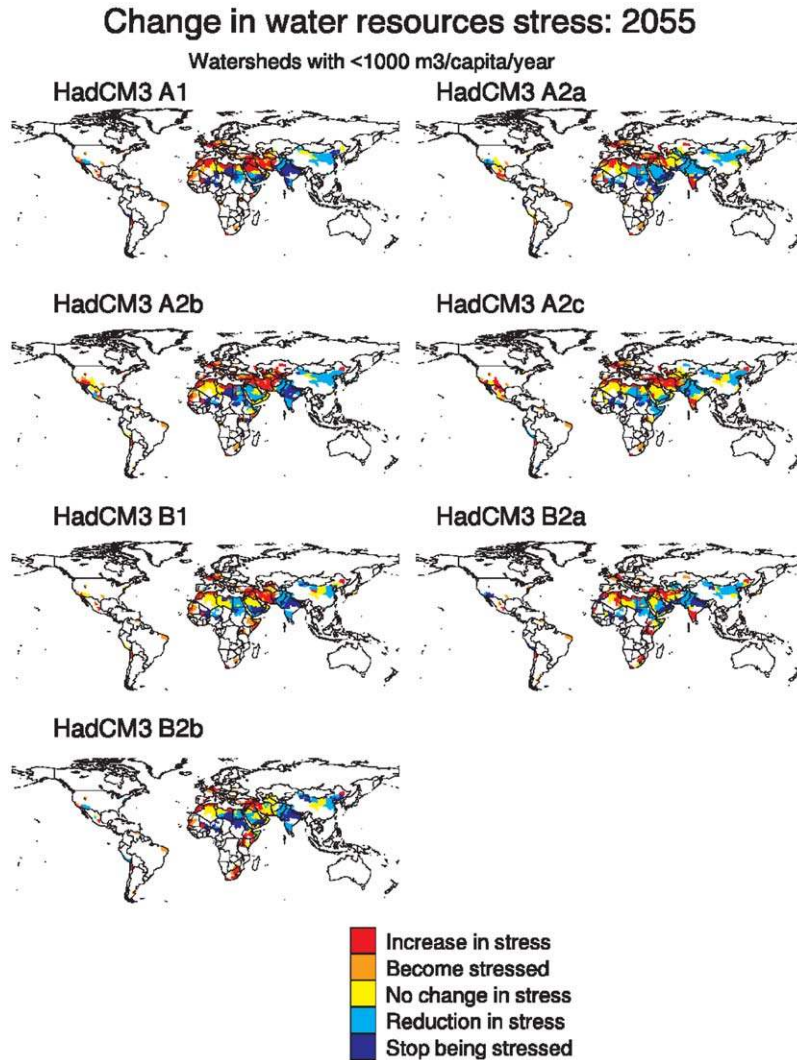 Change in water resources stress: 2055
Watersheds with <1000 m3/capita/year
HadCM3 A1
HadCM3 A2a
HadCM3 A2b
HadCM3 A2c
HadCM3 B1
HadCM3 B2a
HadCM3 B2b
Increase in stress
Become stressed
No change in stress
Reduction in stress
Stop being stressed